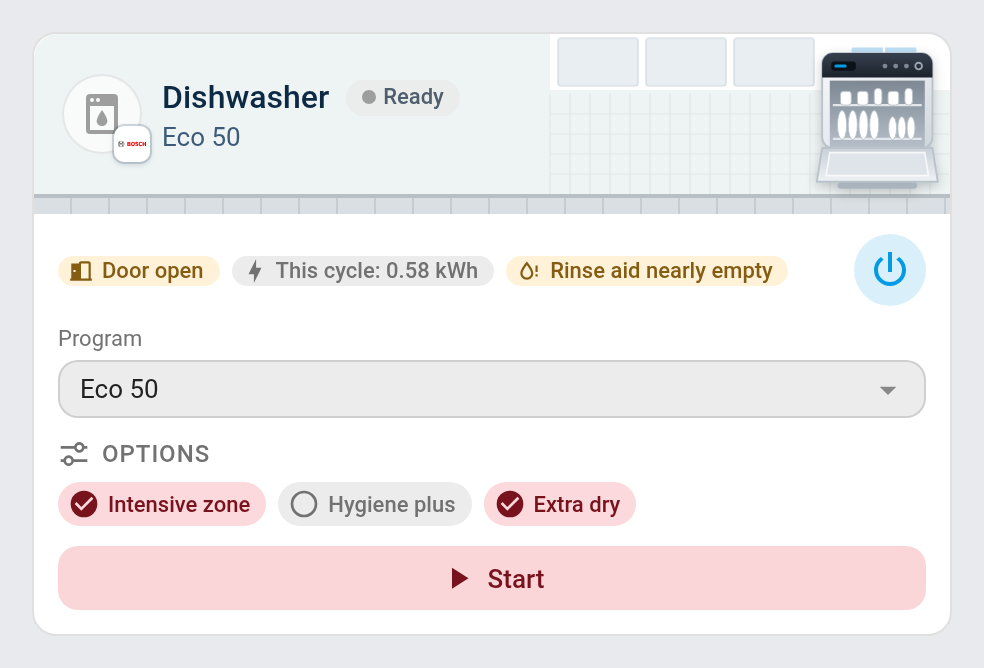 Dishwasher
Ready
Eco 50
BOSCH
Door open
This cycle: 0.58 kWh
Rinse aid nearly empty
Program
Eco 50
OPTIONS
Intensive zone
Hygiene plus
Extra dry
Start